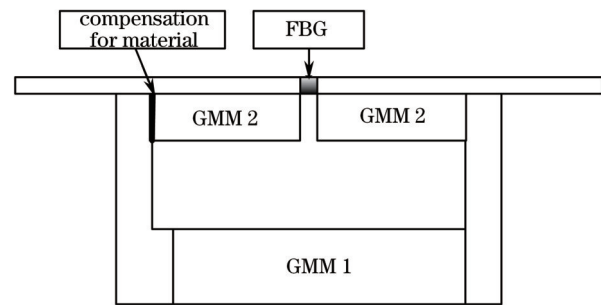 compensation
for material
FBG
GMM 2
GMM 2
GMM 1